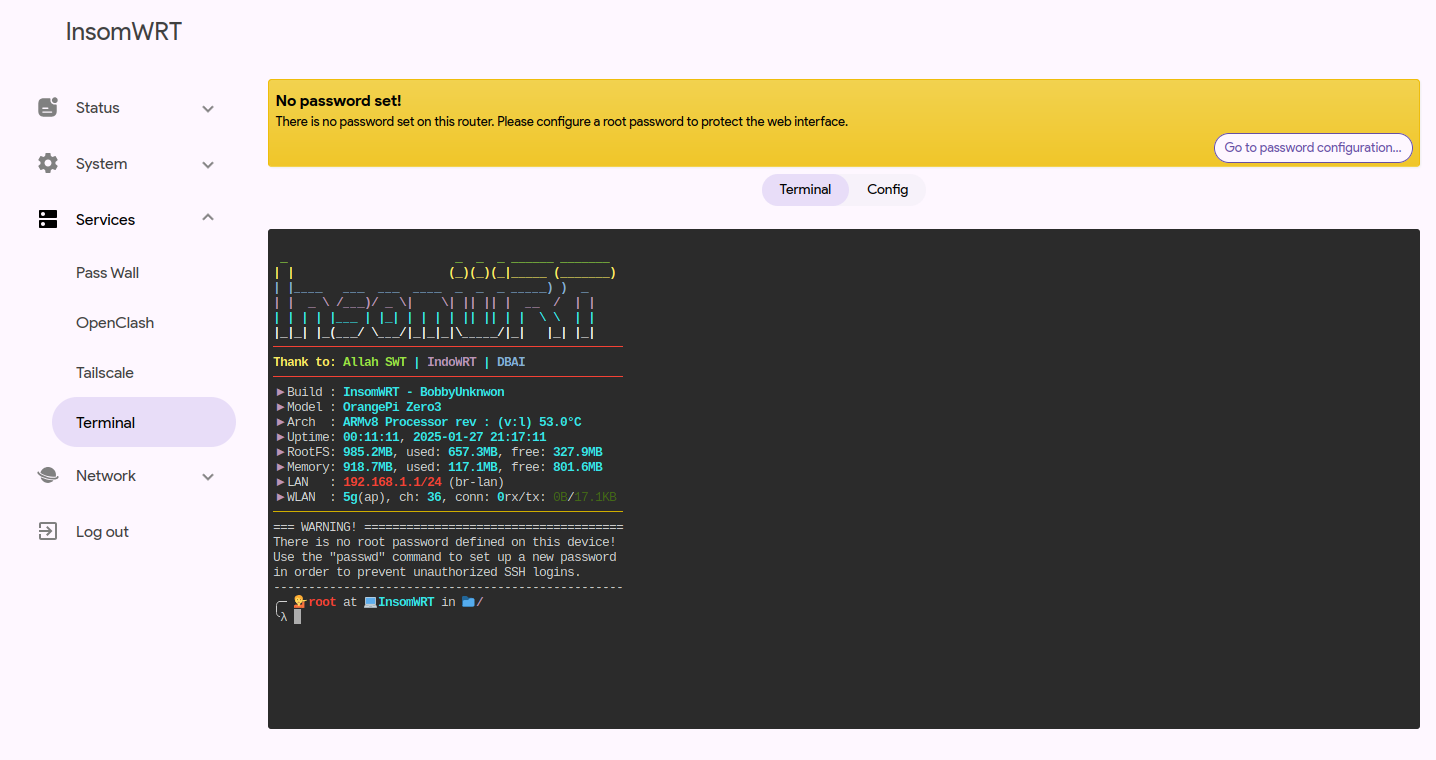 InsomWRT
Status
System
Services
Pass Wall
OpenClash
Tailscale
Terminal
Network
Log out
No password set!
There is no password set on this router. Please configure a root password to protect the web interface.
Go to password configuration...
Terminal Config
Thank to: Allah SWT | IndoWRT | DBAI
►Build : InsomWRT - BobbyUnknwon
►Model : OrangePi Zero3
►Arch  : ARMv8 Processor rev : (v:l) 53.0°C
►Uptime: 00:11:11, 2025-01-27 21:17:11
►RootFS: 985.2MB, used: 657.3MB, free: 327.9MB
►Memory: 918.7MB, used: 117.1MB, free: 801.6MB
►LAN   : 192.168.1.1/24 (br-lan)
►WLAN  : 5g(ap), ch: 36, conn: 0rx/tx: 0B/17.1KB
=== WARNING! =====================================
There is no root password defined on this device!
Use the "passwd" command to set up a new password
in order to prevent unauthorized SSH logins.
--------------------------------------------------
╭─ 💁root at 💻InsomWRT in 📁/
╰λ